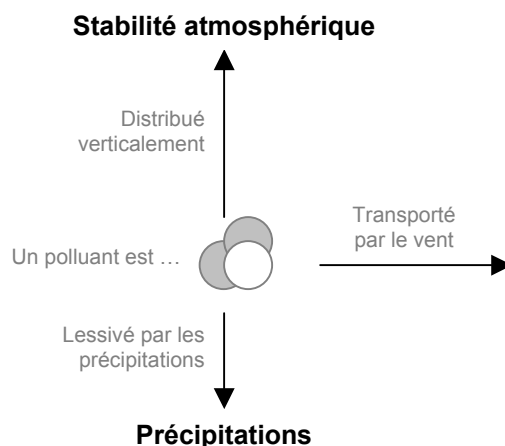 Stabilité atmosphérique
Distribué
verticalement
Transporté
par le vent
Un polluant est …
Lessivé par les
précipitations
Précipitations